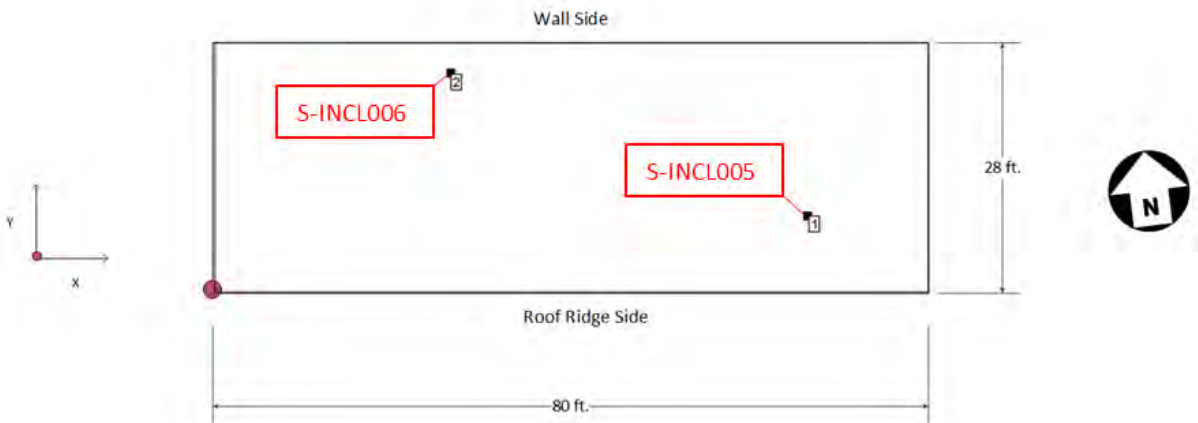 Wall Side
2
S-INCL006
S-INCL005
1
28 ft.
N
Y
X
Roof Ridge Side
80 ft.